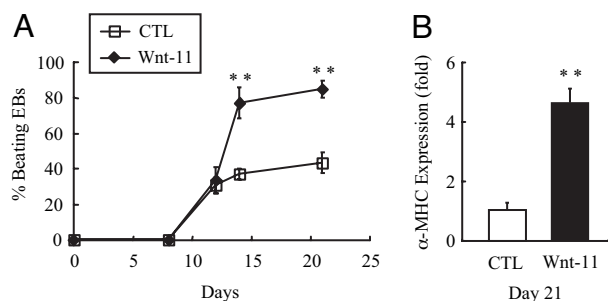 A
CTL
Wnt-11
% Beating EBs
100
80
60
40
20
0
* *
* *
0 5 10 15 20 25
Days
B
α-MHC Expression (fold)
6
4
2
0
* *
CTL Wnt-11
Day 21